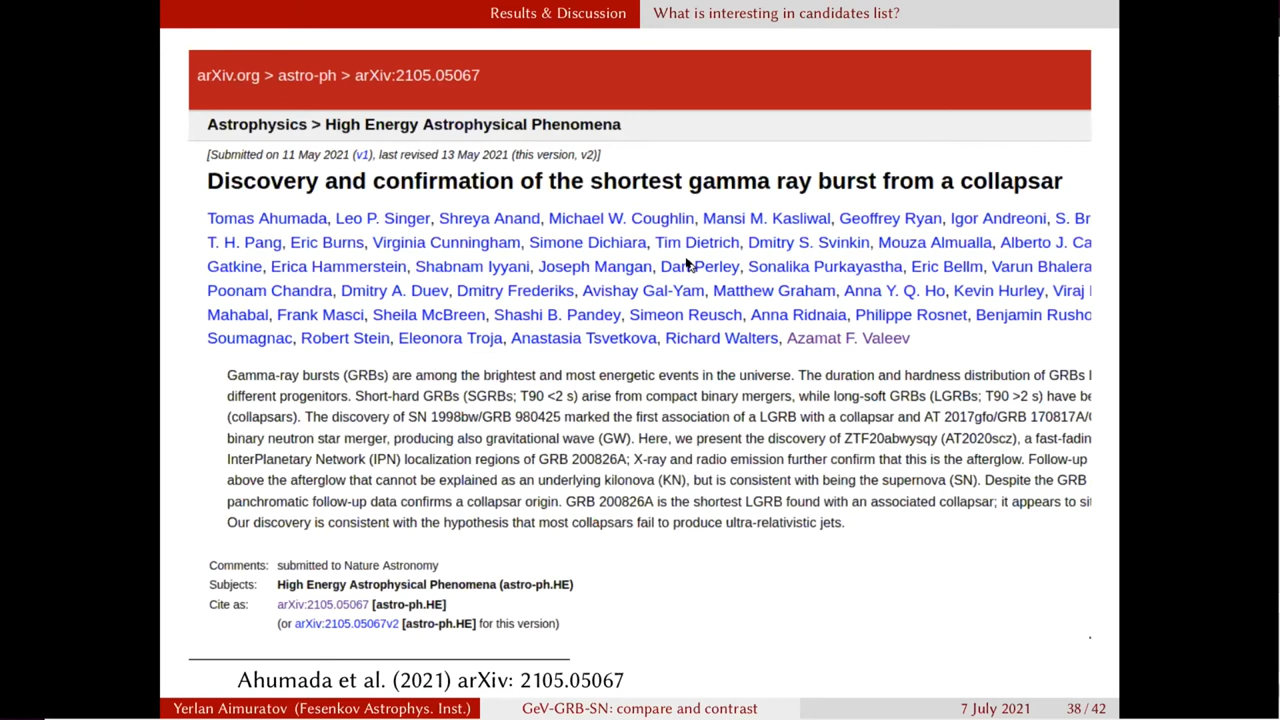 Results & Discussion What is interesting in candidates list?
arXiv.org > astro-ph > arXiv:2105.05067
Astrophysics > High Energy Astrophysical Phenomena
[Submitted on 11 May 2021 (v1), last revised 13 May 2021 (this version, v2)]
Discovery and confirmation of the shortest gamma ray burst from a collapsar
Tomas Ahumada, Leo P. Singer, Shreya Anand, Michael W. Coughlin, Mansi M. Kasliwal, Geoffrey Ryan, Igor Andreoni, S. Br
T. H. Pang, Eric Burns, Virginia Cunningham, Simone Dichiara, Tim Dietrich, Dmitry S. Svinkin, Mouza Almualla, Alberto J. Ca
Gatkine, Erica Hammerstein, Shabnam Iyyani, Joseph Mangan, Dan Perley, Sonalika Purkayastha, Eric Bellm, Varun Bhalera
Poonam Chandra, Dmitry A. Duev, Dmitry Frederiks, Avishay Gal-Yam, Matthew Graham, Anna Y. Q. Ho, Kevin Hurley, Viraj
Mahabal, Frank Masci, Sheila McBreen, Shashi B. Pandey, Simeon Reusch, Anna Ridnaia, Philippe Rosnet, Benjamin Rusho
Soumagnac, Robert Stein, Eleonora Troja, Anastasia Tsvetkova, Richard Walters, Azamat F. Valeev
Gamma-ray bursts (GRBs) are among the brightest and most energetic events in the universe. The duration and hardness distribution of GRBs
different progenitors. Short-hard GRBs (SGRBs; T90 <2 s) arise from compact binary mergers, while long-soft GRBs (LGRBs; T90 >2 s) have be
(collapsars). The discovery of SN 1998bw/GRB 980425 marked the first association of a LGRB with a collapsar and AT 2017gfo/GRB 170817A/
binary neutron star merger, producing also gravitational wave (GW). Here, we present the discovery of ZTF20abwysqy (AT2020scz), a fast-fadin
InterPlanetary Network (IPN) localization regions of GRB 200826A; X-ray and radio emission further confirm that this is the afterglow. Follow-up
above the afterglow that cannot be explained as an underlying kilonova (KN), but is consistent with being the supernova (SN). Despite the GRB
panchromatic follow-up data confirms a collapsar origin. GRB 200826A is the shortest LGRB found with an associated collapsar; it appears to sit
Our discovery is consistent with the hypothesis that most collapsars fail to produce ultra-relativistic jets.
Comments: submitted to Nature Astronomy
Subjects: High Energy Astrophysical Phenomena (astro-ph.HE)
Cite as: arXiv:2105.05067 [astro-ph.HE]
(or arXiv:2105.05067v2 [astro-ph.HE] for this version)
Ahumada et al. (2021) arXiv: 2105.05067
Yerlan Aimuratov (Fesenkov Astrophys. Inst.) GeV-GRB-SN: compare and contrast 7 July 2021 38 / 42